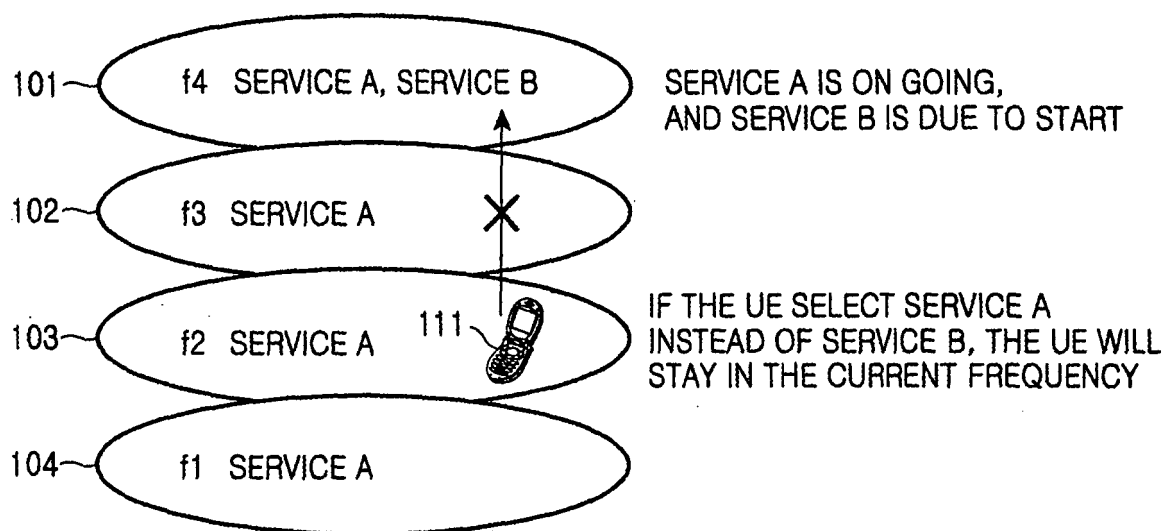 101 f4 SERVICE A, SERVICE B
SERVICE A IS ON GOING,
AND SERVICE B IS DUE TO START
102 f3 SERVICE A
103 f2 SERVICE A 111
IF THE UE SELECT SERVICE A
INSTEAD OF SERVICE B, THE UE WILL
STAY IN THE CURRENT FREQUENCY
104 f1 SERVICE A